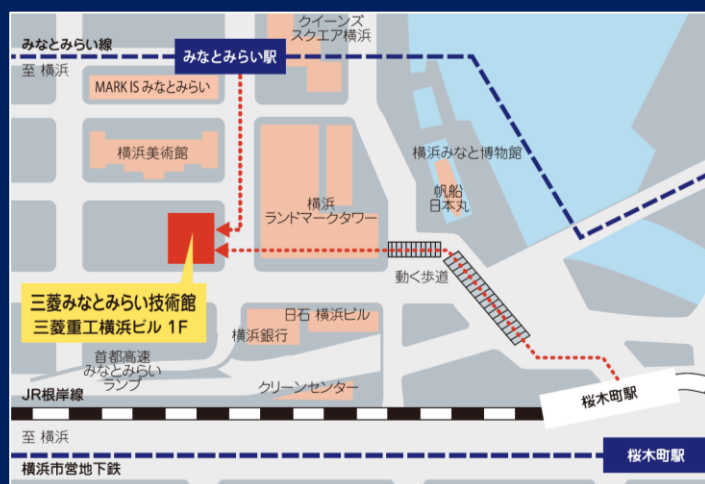 クイーンズ
スクエア横浜
みなとみらい線
みなとみらい駅
至 横浜
MARK IS みなとみらい
横浜美術館
横浜みなと博物館
帆船
日本丸
横浜
ランドマークタワー
動く歩道
三菱みなとみらい技術館
三菱重工横浜ビル 1F
日石 横浜ビル
横浜銀行
首都高速
みなとみらい
ランプ
クリーンセンター
JR根岸線
桜木町駅
至 横浜
桜木町駅
横浜市営地下鉄